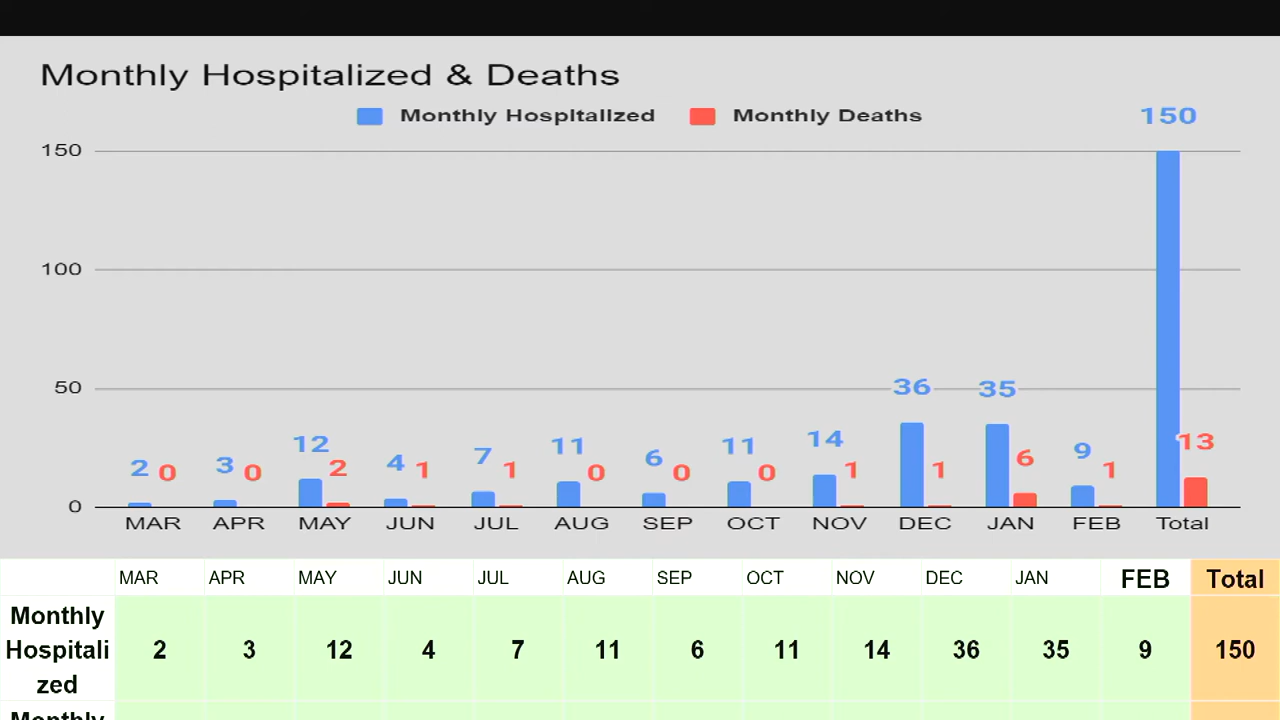 Monthly Hospitalized & Deaths
Monthly Hospitalized Monthly Deaths
150
150
100
50
0
2 0 3 0 12 2 4 1 7 1 11 0 6 0 11 0 14 1 36 1 35 6 9 1 13
MAR APR MAY JUN JUL AUG SEP OCT NOV DEC JAN FEB Total
MAR APR MAY JUN JUL AUG SEP OCT NOV DEC JAN FEB Total
Monthly
Hospitali
zed
2 3 12 4 7 11 6 11 14 36 35 9 150
Monthly